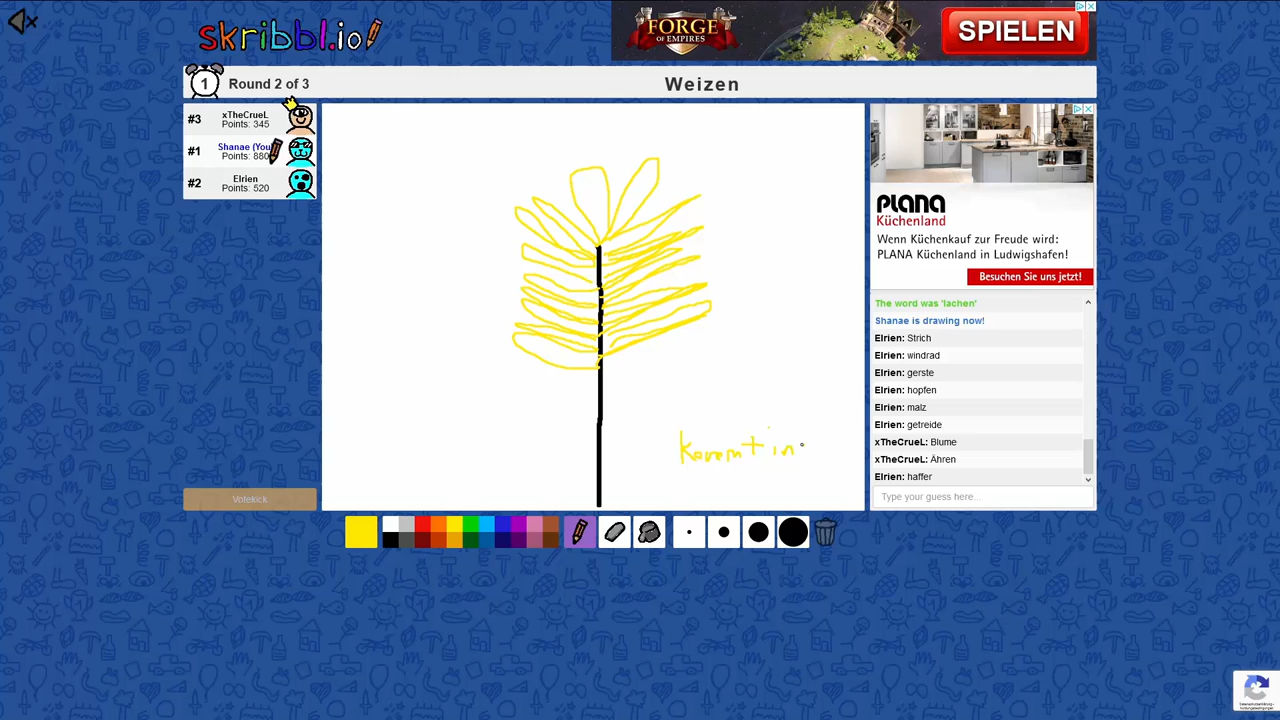 skribbl.io
FORGE
OF EMPIRES
SPIELEN
1
Round 2 of 3
Weizen
#3
xTheCrueL
Points: 345
#1
Shanae (You
Points: 880
#2
Elrien
Points: 520
PLANA
Küchenland
Wenn Küchenkauf zur Freude wird:
PLANA Küchenland in Ludwigshafen!
Besuchen Sie uns jetzt!
The word was 'lachen'
Shanae is drawing now!
Elrien: Strich
Elrien: windrad
Elrien: gerste
Elrien: hopfen
Elrien: malz
Elrien: getreide
xTheCrueL: Blume
xTheCrueL: Ähren
Elrien: haffer
Type your guess here...
Votekick